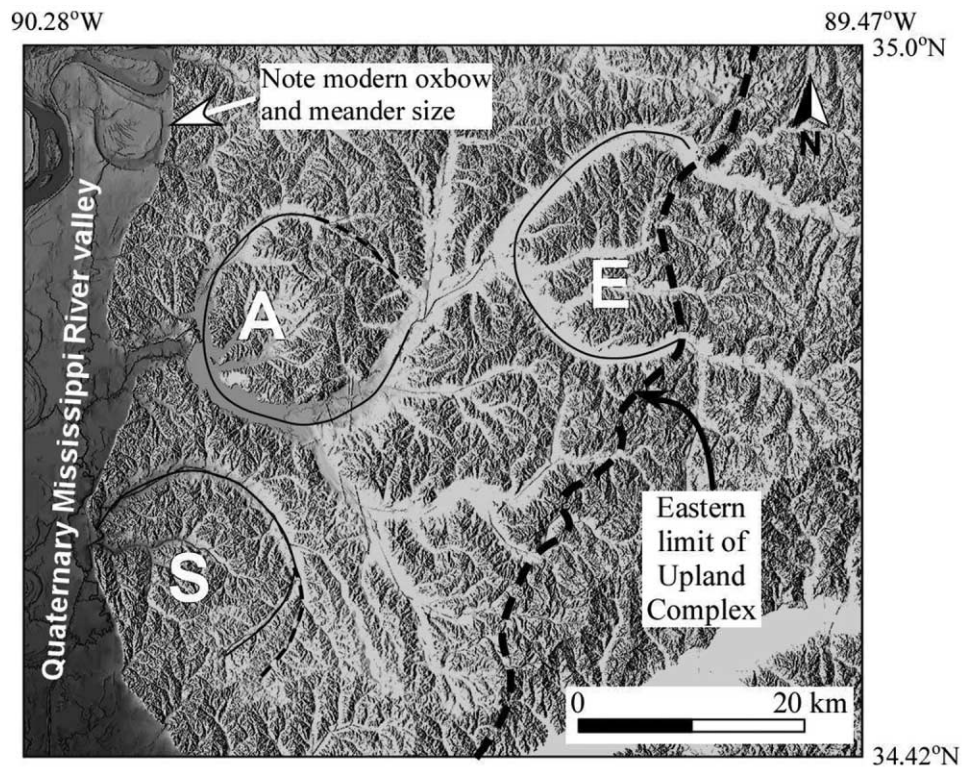 90.28°W
89.47°W
35.0°N
Note modern oxbow
and meander size
N
Quaternary Mississippi River valley
A
E
S
Eastern
limit of
Upland
Complex
0 20 km
34.42°N